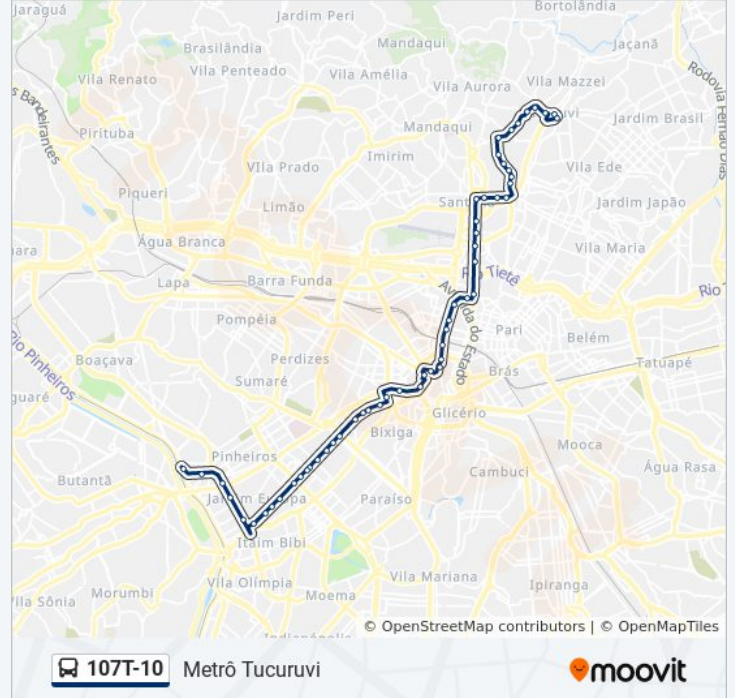 Jaraguá
Jardim Peri
Bortolândia
Brasilândia
Mandaqui
Jaçanã
Vila Renato
Vila Penteado
Vila Amélia
Vila Aurora
Vila Mazzei
s Bandeirantes
Rodovia Fernão Dias
Pirituba
Mandaqui
Jardim Brasil
VIla Prado
Imirim
Vila Ede
Piqueri
Limão
Jardim Japão
Água Branca
Vila Maria
Lapa
Barra Funda
Rio Tietê
Rio
Pompéia
Avenida do Estado
Pari
Belém
Rio Pinheiros
Boaçava
Perdizes
Brás
Tatuapé
Sumaré
guaré
Glicério
Bixiga
Mooca
Pinheiros
Cambuci
Água Rasa
Butantã
Jardim Europa
Paraíso
Itaim Bibi
Vila Olímpia
Vila Mariana
Morumbi
Moema
Ipiranga
Vila Sônia
© OpenStreetMap contributors | © OpenMapTiles
107T-10 Metrô Tucuruvi
moovit